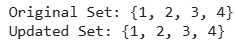 Original Set: {1, 2, 3, 4}
Updated Set: {1, 2, 3, 4}